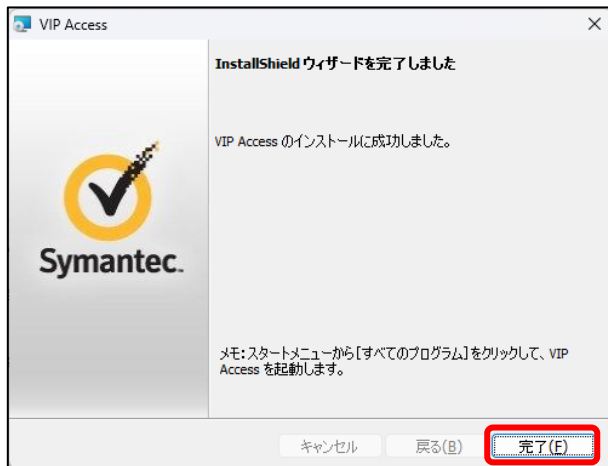 VIP Access
InstallShield ウィザードを完了しました
VIP Access のインストールに成功しました。
Symantec.
メモ:スタートメニューから[すべてのプログラム]をクリックして、VIP
Access を起動します。
キャンセル 戻る(B) 完了(F)